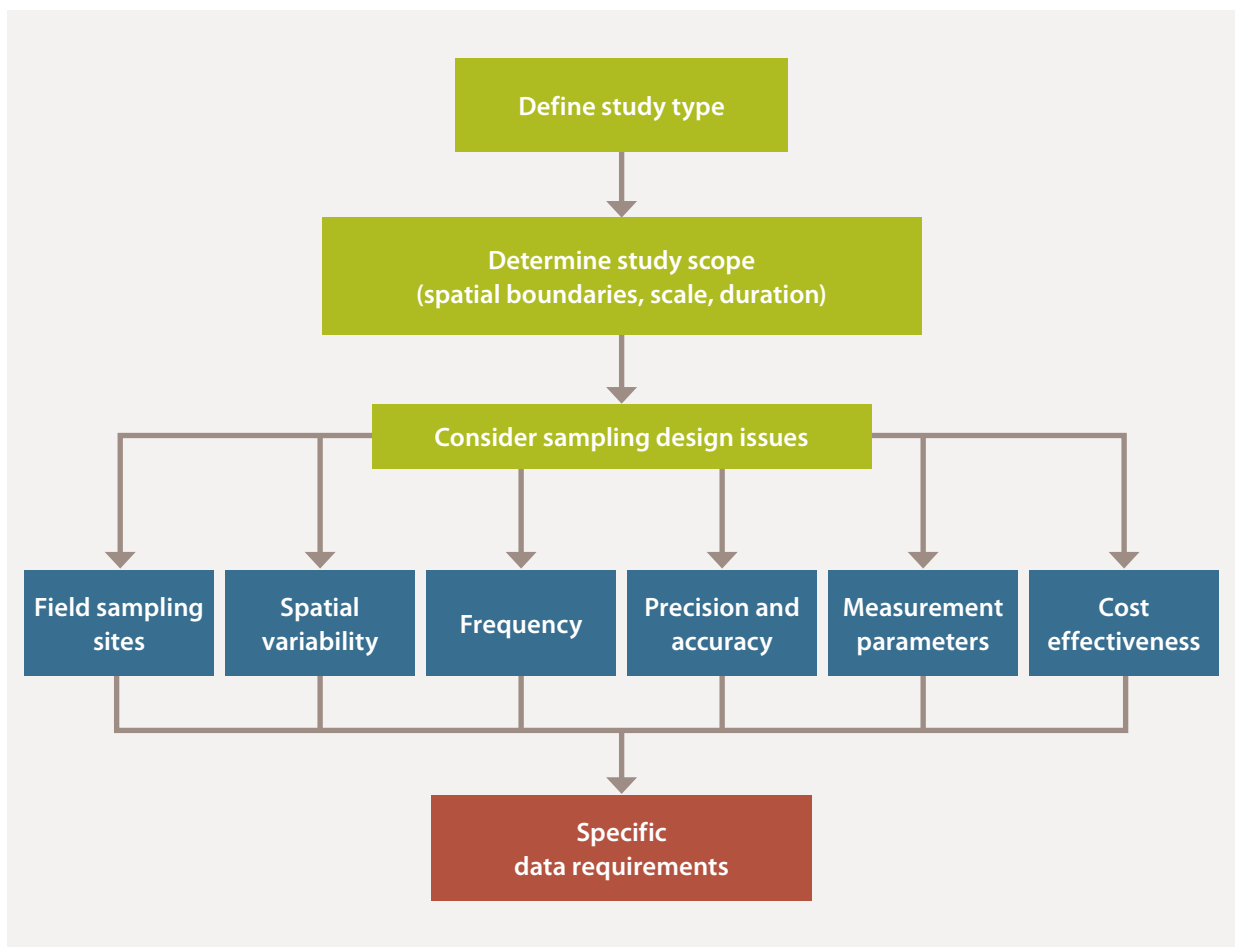 Define study type
Determine study scope
(spatial boundaries, scale, duration)
Consider sampling design issues
Field sampling
sites
Spatial
variability
Frequency
Precision and
accuracy
Measurement
parameters
Cost
effectiveness
Specific
data requirements